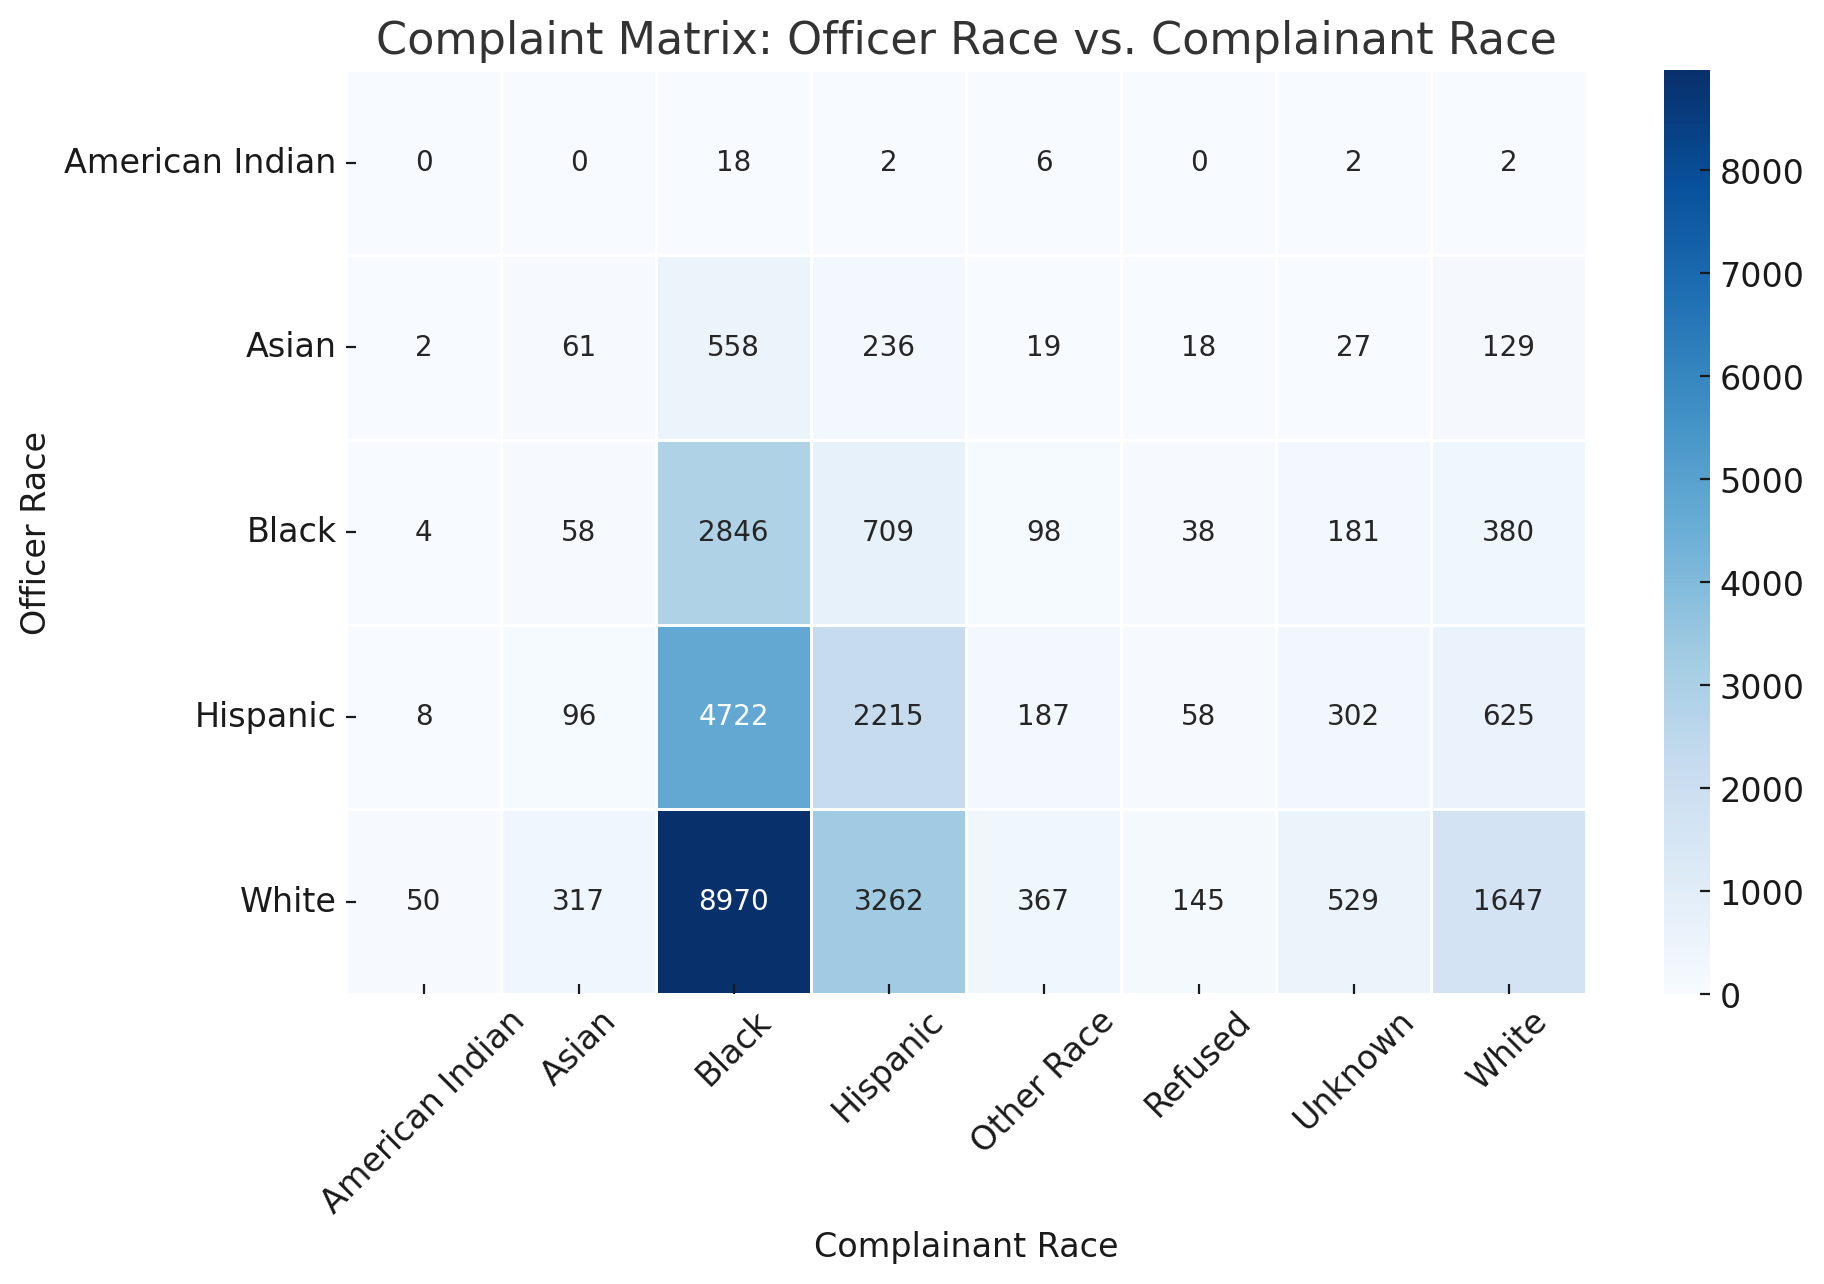 Complaint Matrix: Officer Race vs. Complainant Race
American Indian 0 0 18 2 6 0 2 2
Asian 2 61 558 236 19 18 27 129
Black 4 58 2846 709 98 38 181 380
Hispanic 8 96 4722 2215 187 58 302 625
White 50 317 8970 3262 367 145 529 1647
Officer Race
American Indian Asian Black Hispanic Other Race Refused Unknown White
Complainant Race
8000
7000
6000
5000
4000
3000
2000
1000
0